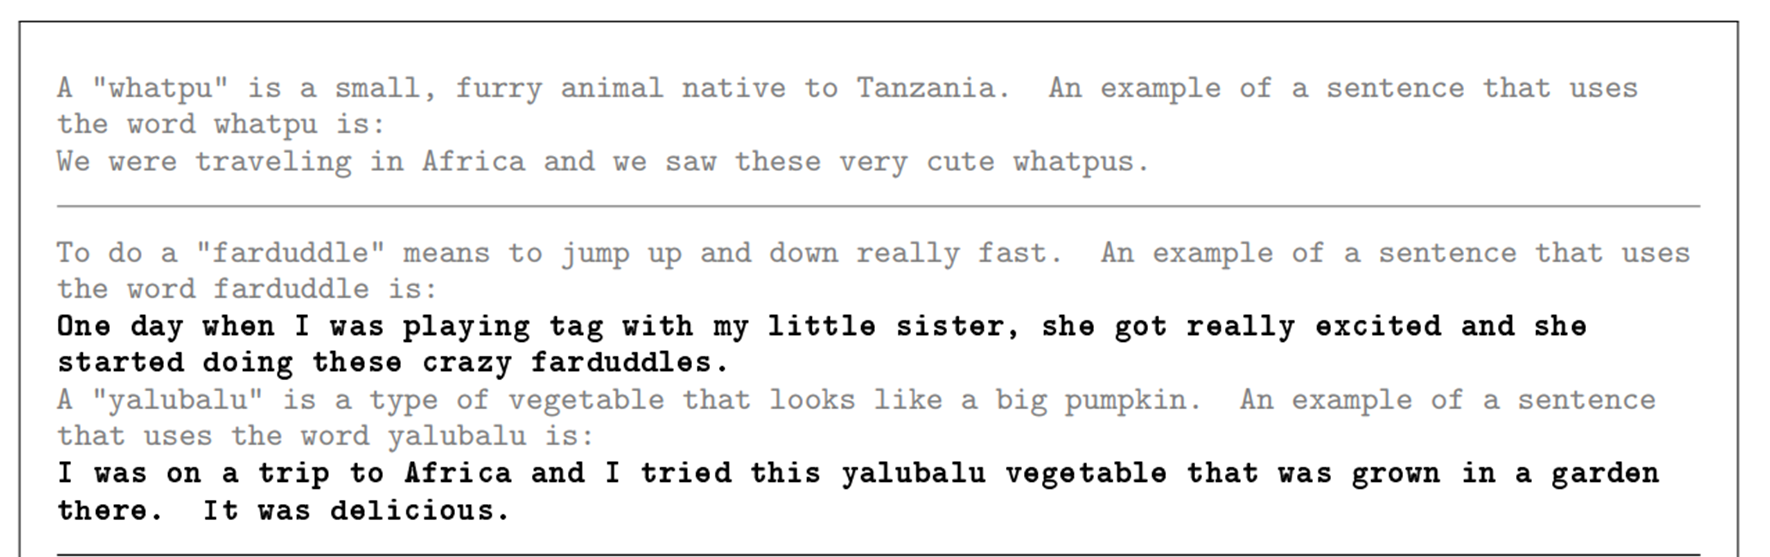 A "whatpu" is a small, furry animal native to Tanzania. An example of a sentence that uses
the word whatpu is:
We were traveling in Africa and we saw these very cute whatpus.
To do a "farduddle" means to jump up and down really fast. An example of a sentence that uses
the word farduddle is:
One day when I was playing tag with my little sister, she got really excited and she
started doing these crazy farduddles.
A "yalubalu" is a type of vegetable that looks like a big pumpkin. An example of a sentence
that uses the word yalubalu is:
I was on a trip to Africa and I tried this yalubalu vegetable that was grown in a garden
there. It was delicious.